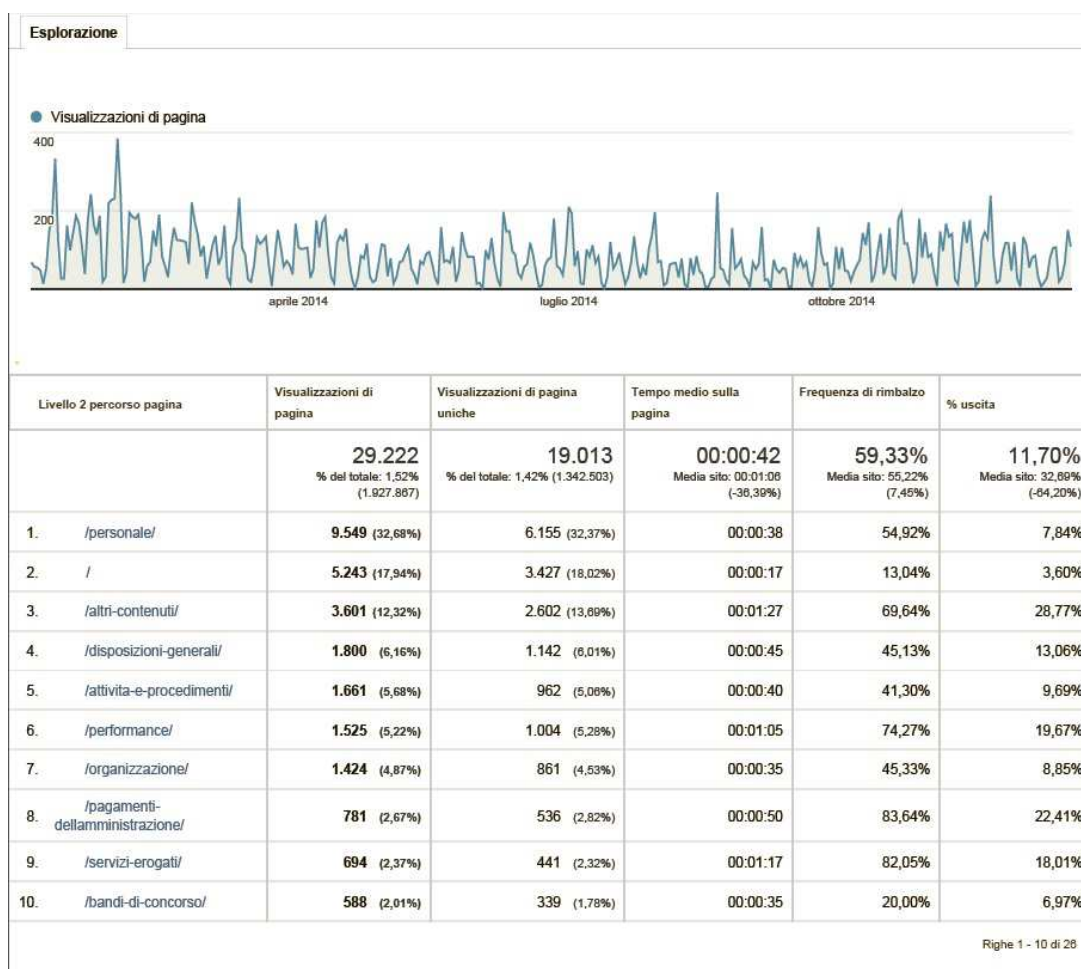 Esplorazione
Visualizzazioni di pagina
400
200
aprile 2014 luglio 2014 ottobre 2014
Livello 2 percorso pagina Visualizzazioni di pagina Visualizzazioni di pagina uniche Tempo medio sulla pagina Frequenza di rimbalzo % uscita
29.222 19.013 00:00:42 59,33% 11,70%
% del totale: 1,52% (1.927.867) % del totale: 1,42% (1.342.503) Media sito: 00:01:06 (-36,39%) Media sito: 55,22% (7,45%) Media sito: 32,69% (-64,20%)
1. /personale/ 9.549 (32,68%) 6.155 (32,37%) 00:00:38 54,92% 7,84%
2. / 5.243 (17,94%) 3.427 (18,02%) 00:00:17 13,04% 3,60%
3. /altri-contenuti/ 3.601 (12,32%) 2.602 (13,69%) 00:01:27 69,64% 28,77%
4. /disposizioni-generali/ 1.800 (6,16%) 1.142 (6,01%) 00:00:45 45,13% 13,06%
5. /attivita-e-procedimenti/ 1.661 (5,68%) 962 (5,06%) 00:00:40 41,30% 9,69%
6. /performance/ 1.525 (5,22%) 1.004 (5,28%) 00:01:05 74,27% 19,67%
7. /organizzazione/ 1.424 (4,87%) 861 (4,53%) 00:00:35 45,33% 8,85%
8. /pagamenti-dellamministrazione/ 781 (2,67%) 536 (2,82%) 00:00:50 83,64% 22,41%
9. /servizi-erogati/ 694 (2,37%) 441 (2,32%) 00:01:17 82,05% 18,01%
10. /bandi-di-concorso/ 588 (2,01%) 339 (1,78%) 00:00:35 20,00% 6,97%
Righe 1 - 10 di 26